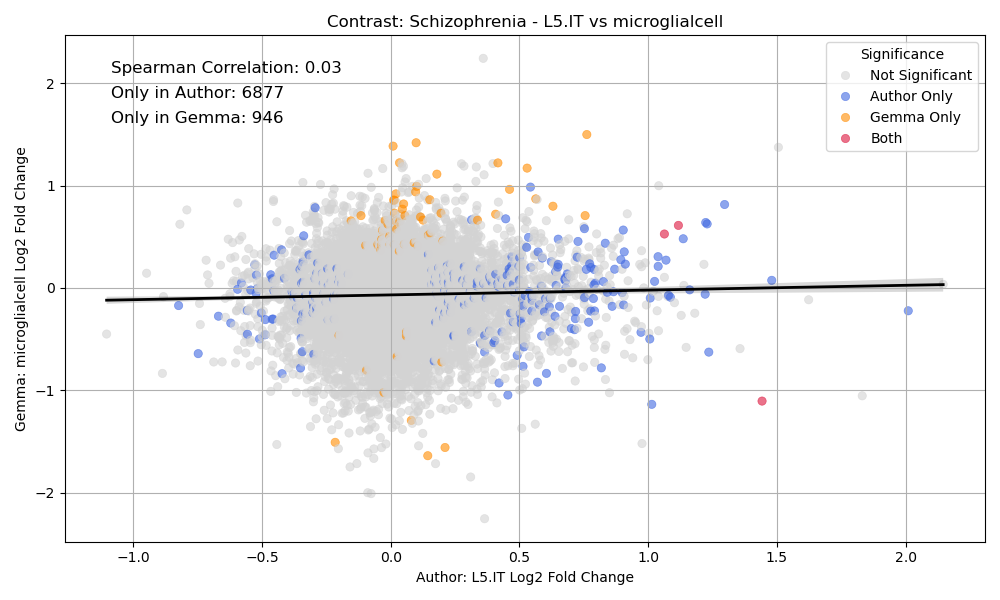 Contrast: Schizophrenia - L5.IT vs microglialcell
Spearman Correlation: 0.03
Only in Author: 6877
Only in Gemma: 946
Significance
Not Significant
Author Only
Gemma Only
Both
Gemma: microglialcell Log2 Fold Change
2
1
0
−1
−2
−1.0
−0.5
0.0
0.5
1.0
1.5
2.0
Author: L5.IT Log2 Fold Change